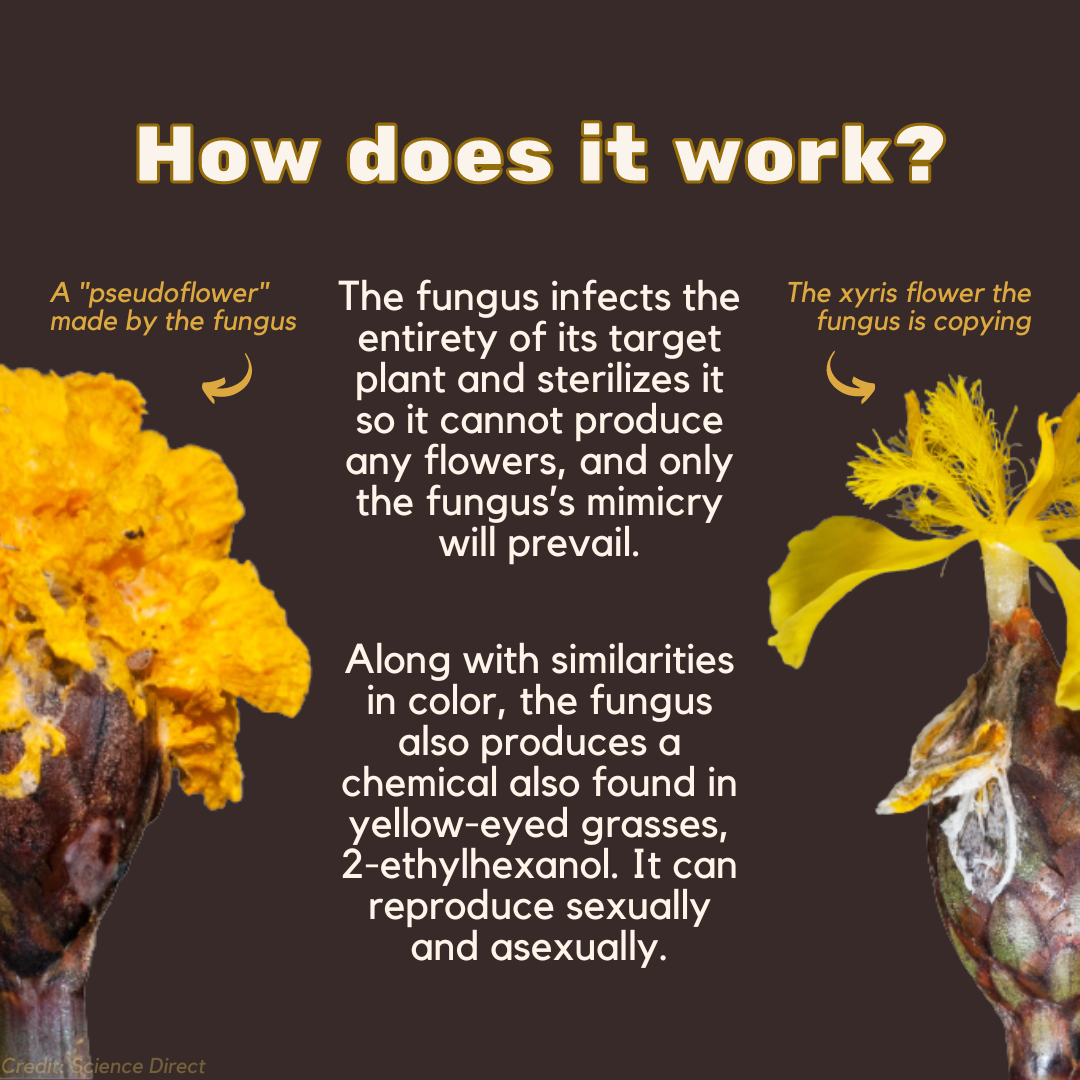 How does it work?
A "pseudoflower"
made by the fungus
The fungus infects the
entirety of its target
plant and sterilizes it
so it cannot produce
any flowers, and only
the fungus’s mimicry
will prevail.
The xyris flower the
fungus is copying
Along with similarities
in color, the fungus
also produces a
chemical also found in
yellow-eyed grasses,
2-ethylhexanol. It can
reproduce sexually
and asexually.
Credit: Science Direct